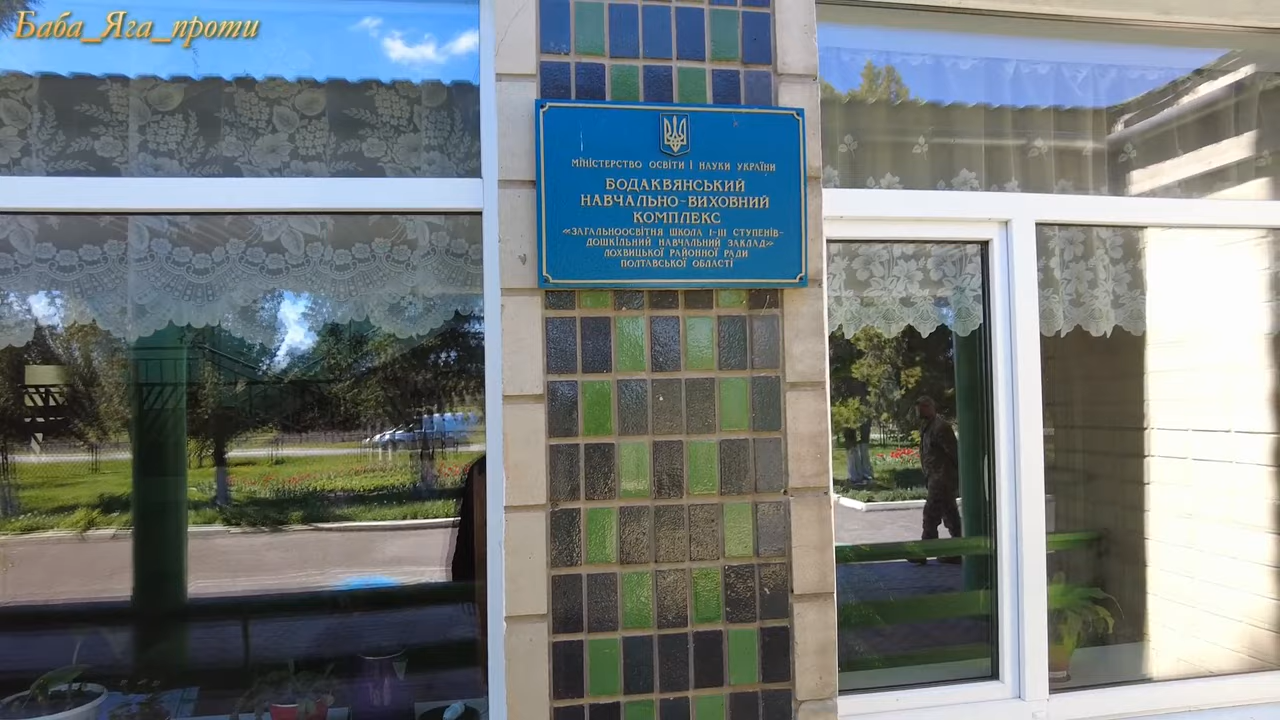 Баба_Яга_проти
МІНІСТЕРСТВО ОСВІТИ І НАУКИ УКРАЇНИ
БОДАКВЯНСЬКИЙ
НАВЧАЛЬНО-ВИХОВНИЙ
КОМПЛЕКС
«ЗАГАЛЬНООСВІТНЯ ШКОЛА І-ІІІ СТУПЕНІВ-
ДОШКІЛЬНИЙ НАВЧАЛЬНИЙ ЗАКЛАД»
ЛОХВИЦЬКОЇ РАЙОННОЇ РАДИ
ПОЛТАВСЬКОЇ ОБЛАСТІ